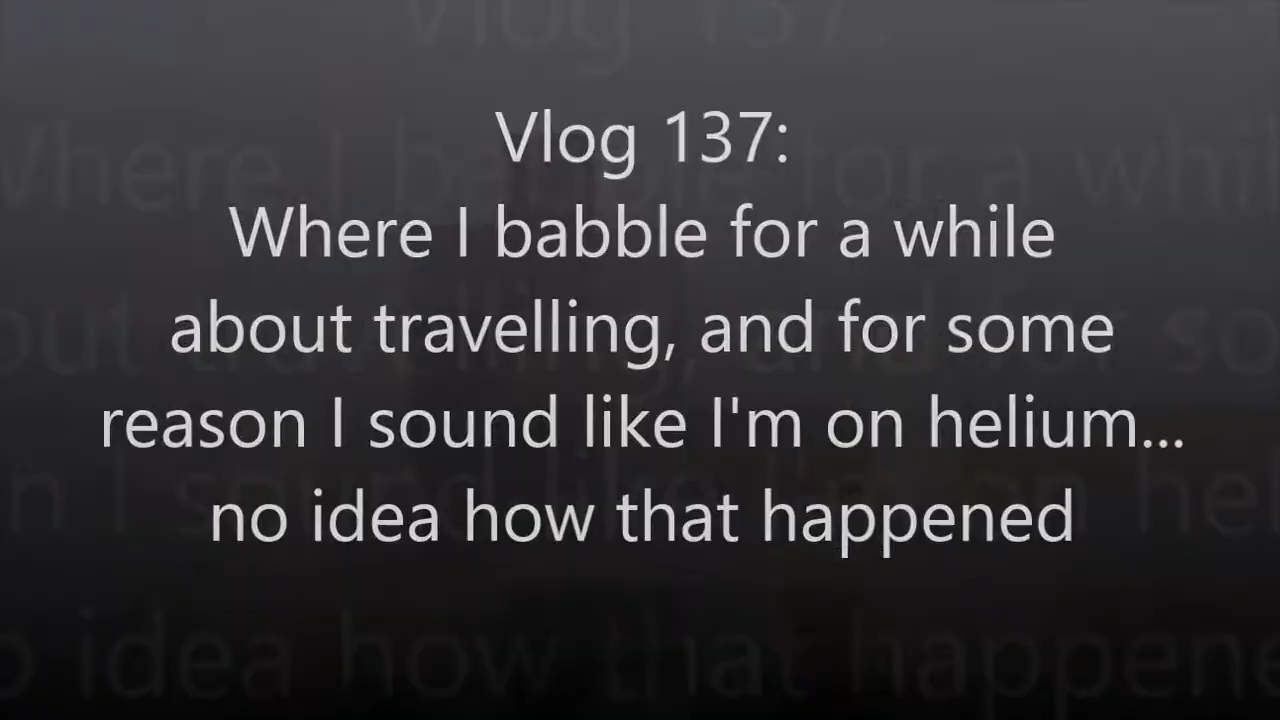 Vlog 137:
Where I babble for a while
about travelling, and for some
reason I sound like I'm on helium...
no idea how that happened